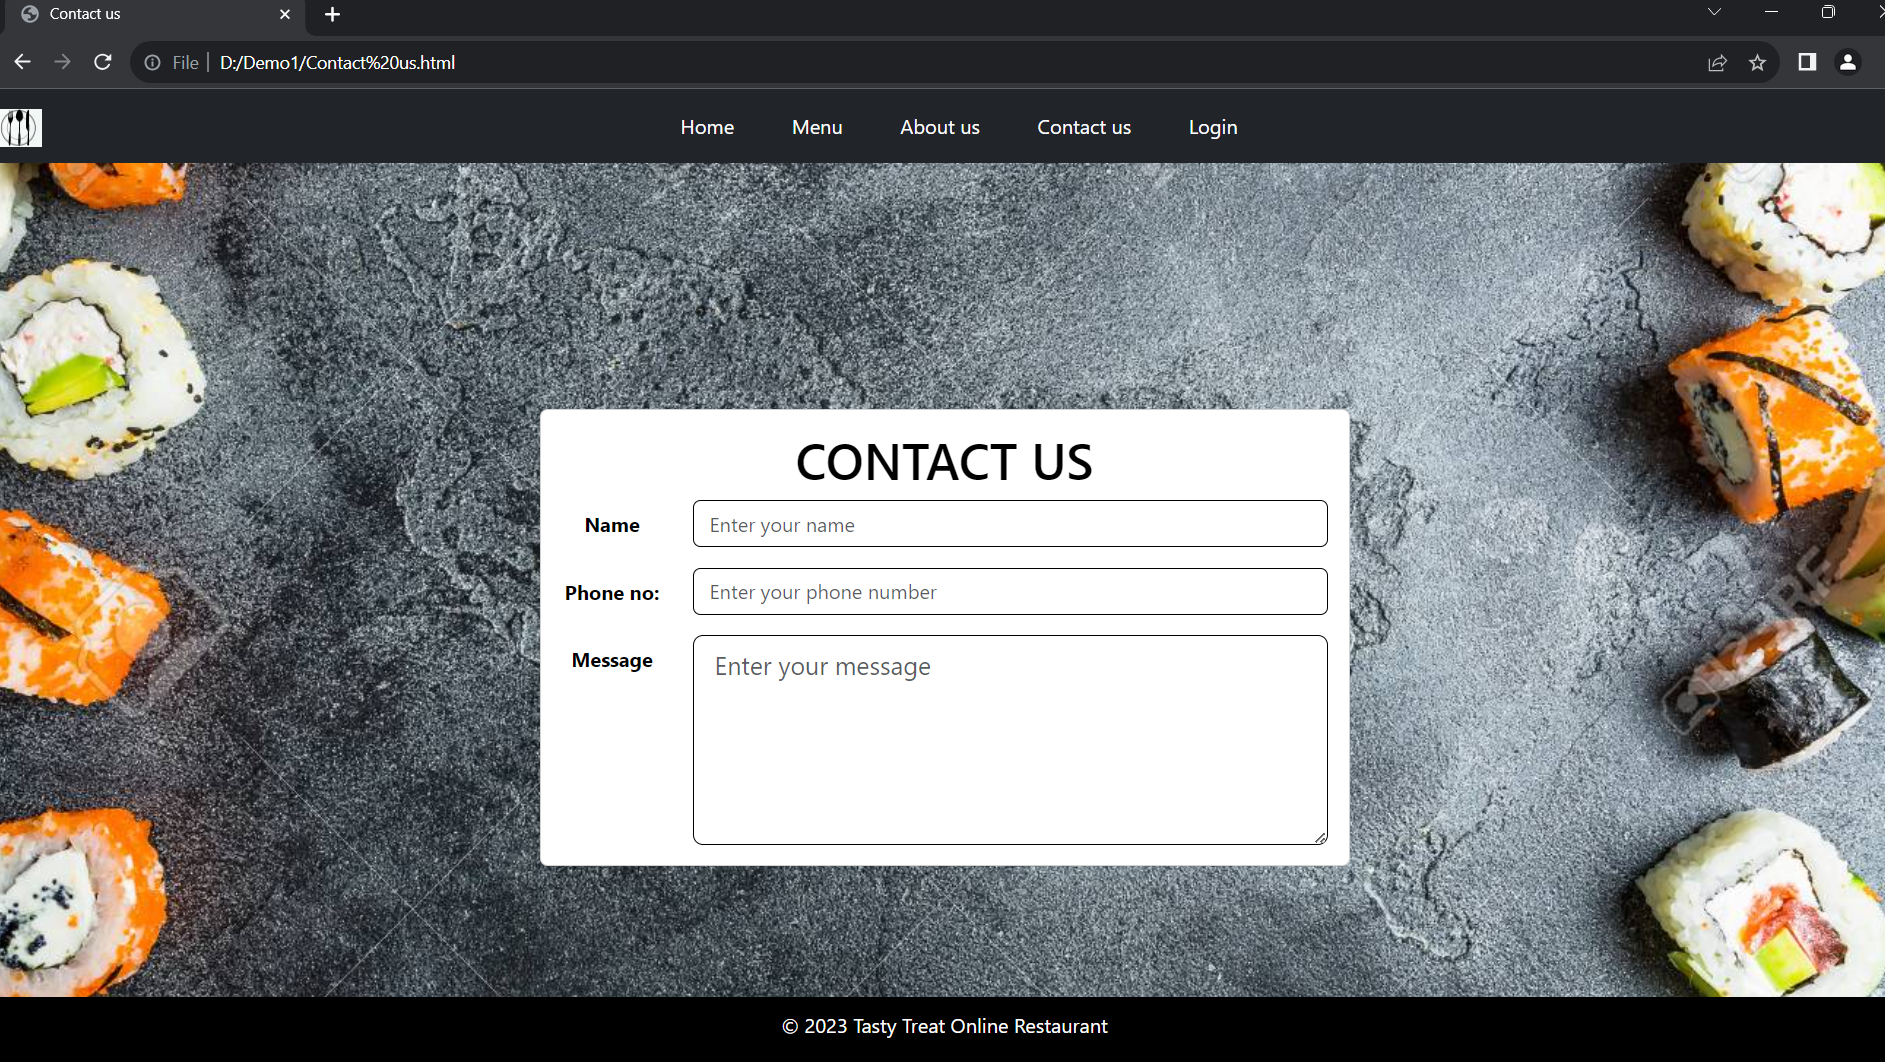 Contact us
File D:/Demo1/Contact%20us.html
Home Menu About us Contact us Login
CONTACT US
Name Enter your name
Phone no: Enter your phone number
Message Enter your message
© 2023 Tasty Treat Online Restaurant